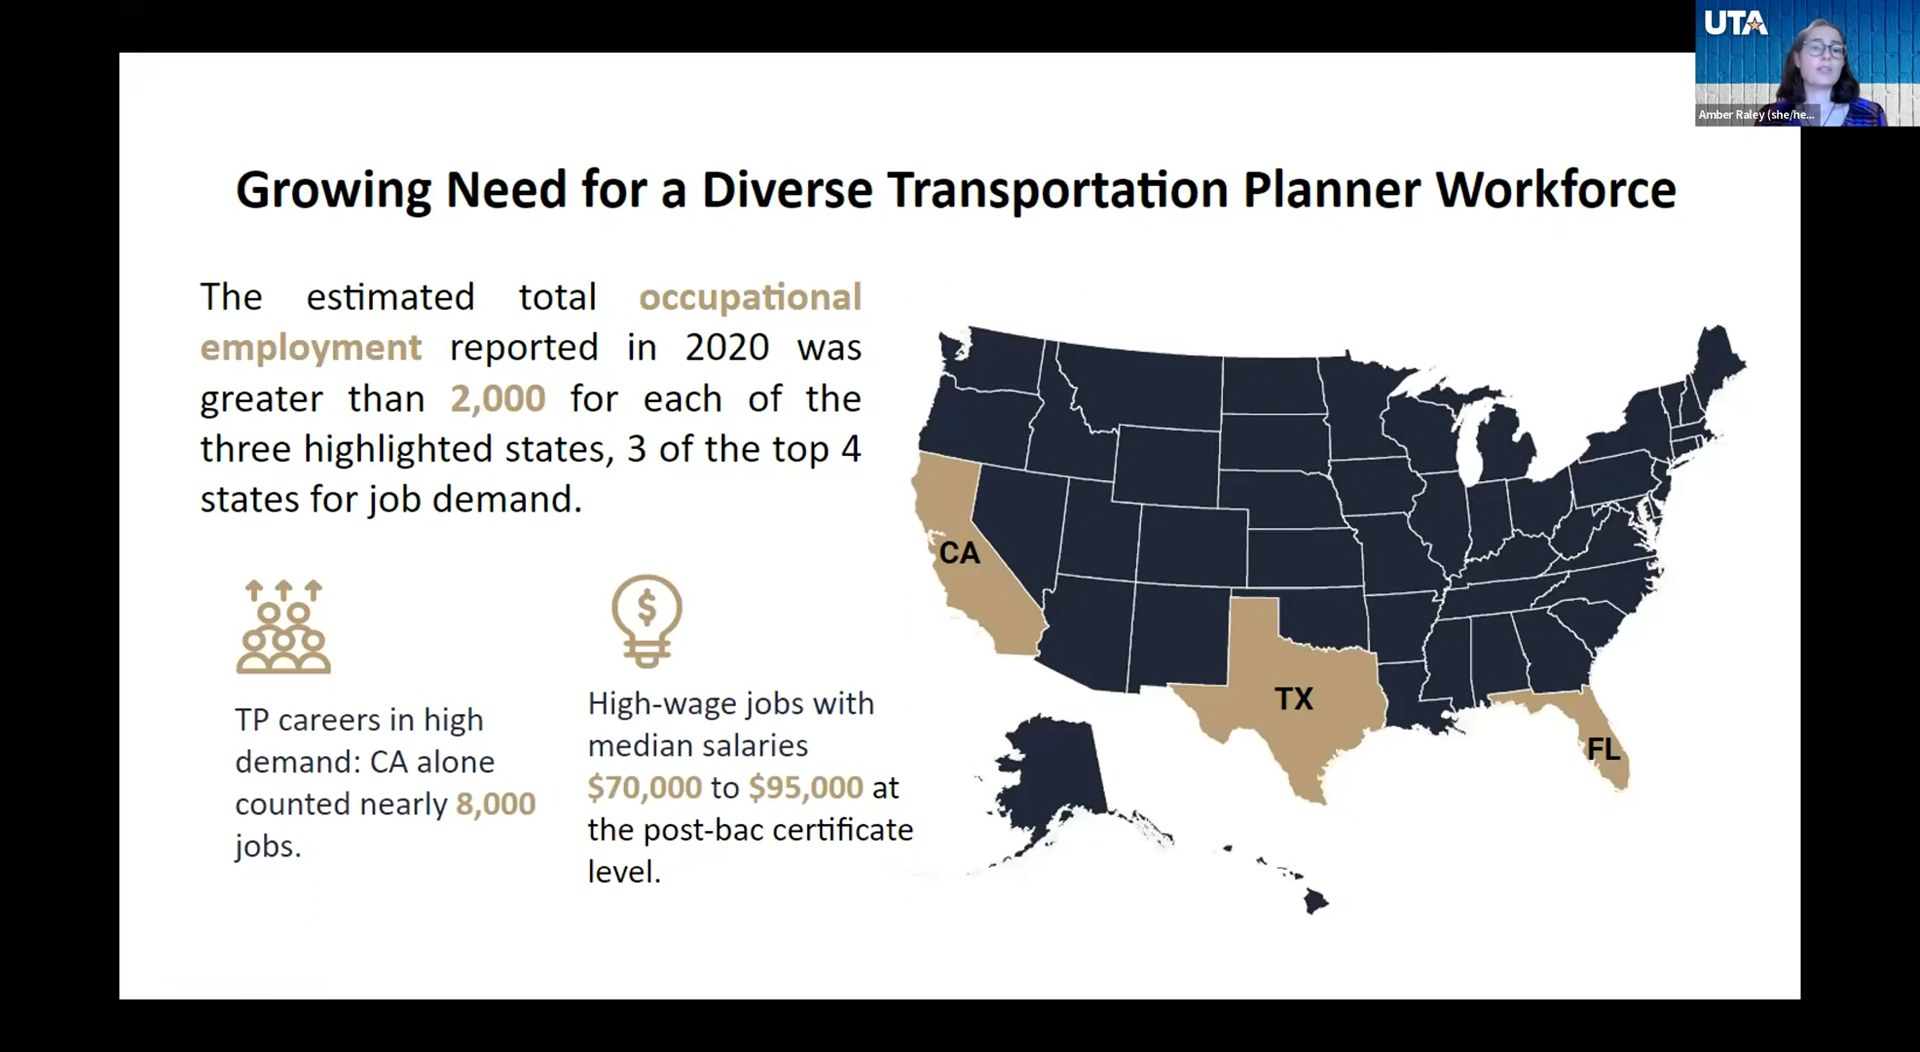 UTA
Amber Raley (she/he...
Growing Need for a Diverse Transportation Planner Workforce
The estimated total occupational
employment reported in 2020 was
greater than 2,000 for each of the
three highlighted states, 3 of the top 4
states for job demand.
TP careers in high
demand: CA alone
counted nearly 8,000
jobs.
$
High-wage jobs with
median salaries
$70,000 to $95,000 at
the post-bac certificate
level.
CA
TX
FL